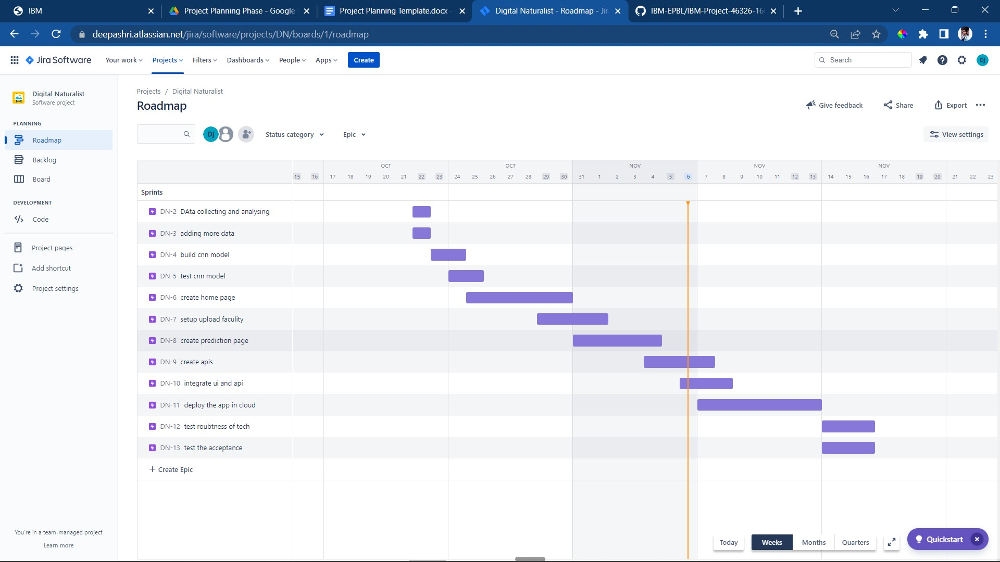 IBM
Project Planning Phase - Google
Project Planning Template.docx -
Digital Naturalist - Roadmap - Jir
IBM-EPBL/IBM-Project-46326-16
deepashri.atlassian.net/jira/software/projects/DN/boards/1/roadmap
Jira Software
Your work
Projects
Filters
Dashboards
People
Apps
Create
Search
DJ
Digital Naturalist
Software project
PLANNING
Roadmap
Backlog
Board
DEVELOPMENT
Code
Project pages
Add shortcut
Project settings
You're in a team-managed project
Learn more
Projects / Digital Naturalist
Roadmap
Give feedback
Share
Export
DJ
Status category
Epic
View settings
OCT OCT NOV NOV NOV
15 16 17 18 19 20 21 22 23 24 25 26 27 28 29 30 31 1 2 3 4 5 6 7 8 9 10 11 12 13 14 15 16 17 18 19 20 21 22 23
Sprints
DN-2 DAta collecting and analysing
DN-3 adding more data
DN-4 build cnn model
DN-5 test cnn model
DN-6 create home page
DN-7 setup upload faculity
DN-8 create prediction page
DN-9 create apis
DN-10 integrate ui and api
DN-11 deploy the app in cloud
DN-12 test roubtness of tech
DN-13 test the acceptance
+ Create Epic
Today
Weeks
Months
Quarters
Quickstart